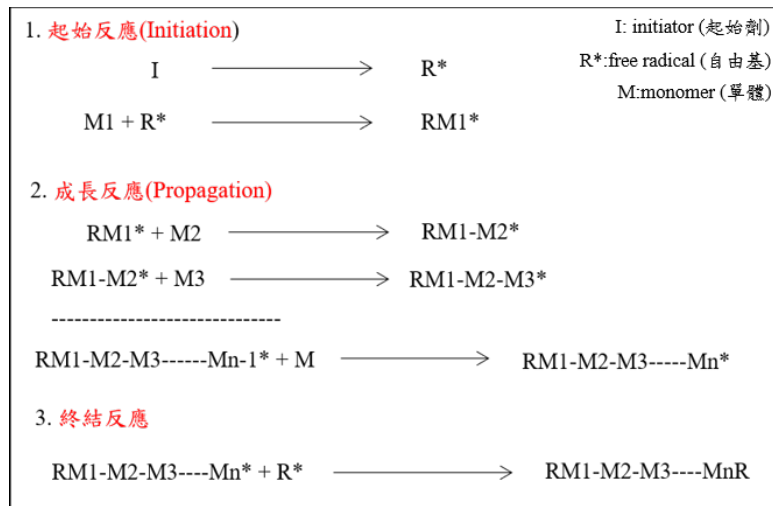 1. 起始反應(Initiation)
I: initiator (起始劑)
I ⟶ R*
R*:free radical (自由基)
M:monomer (單體)
M1 + R* ⟶ RM1*
2. 成長反應(Propagation)
RM1* + M2 ⟶ RM1-M2*
RM1-M2* + M3 ⟶ RM1-M2-M3*
------------------------------
RM1-M2-M3------Mn-1* + M ⟶ RM1-M2-M3-----Mn*
3. 終結反應
RM1-M2-M3----Mn* + R* ⟶ RM1-M2-M3----MnR